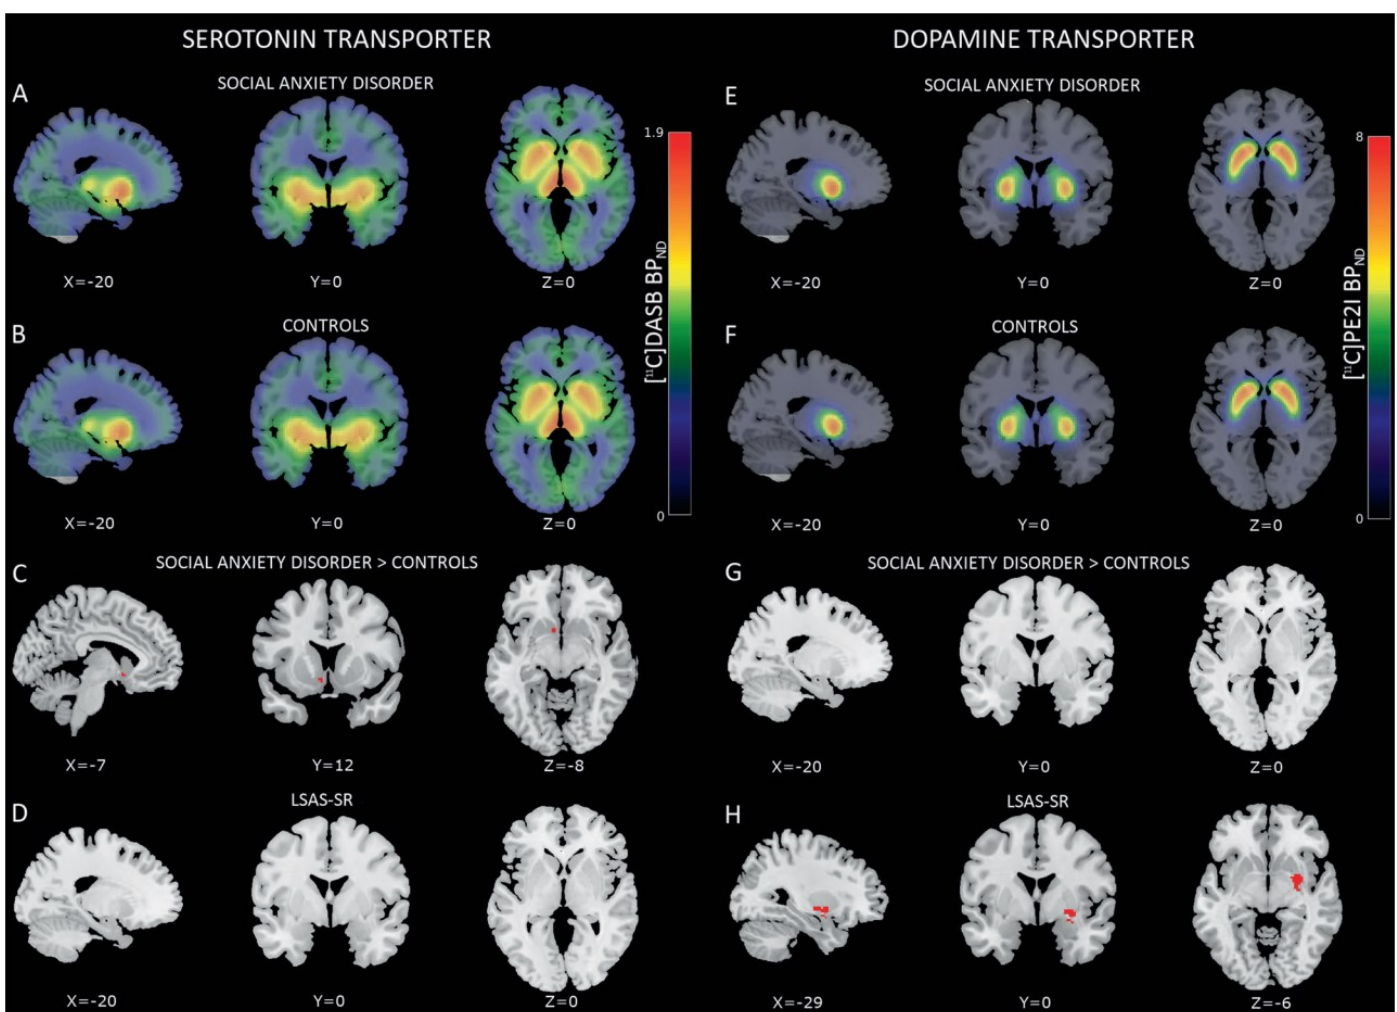 SEROTONIN TRANSPORTER
DOPAMINE TRANSPORTER
A
SOCIAL ANXIETY DISORDER
X=-20
Y=0
Z=0
B
CONTROLS
X=-20
Y=0
Z=0
1.9
[¹¹C]DASB BP_ND
0
C
SOCIAL ANXIETY DISORDER > CONTROLS
X=-7
Y=12
Z=-8
D
LSAS-SR
X=-20
Y=0
Z=0
E
SOCIAL ANXIETY DISORDER
X=-20
Y=0
Z=0
F
CONTROLS
X=-20
Y=0
Z=0
8
[¹¹C]PE2I BP_ND
0
G
SOCIAL ANXIETY DISORDER > CONTROLS
X=-20
Y=0
Z=0
H
LSAS-SR
X=-29
Y=0
Z=-6